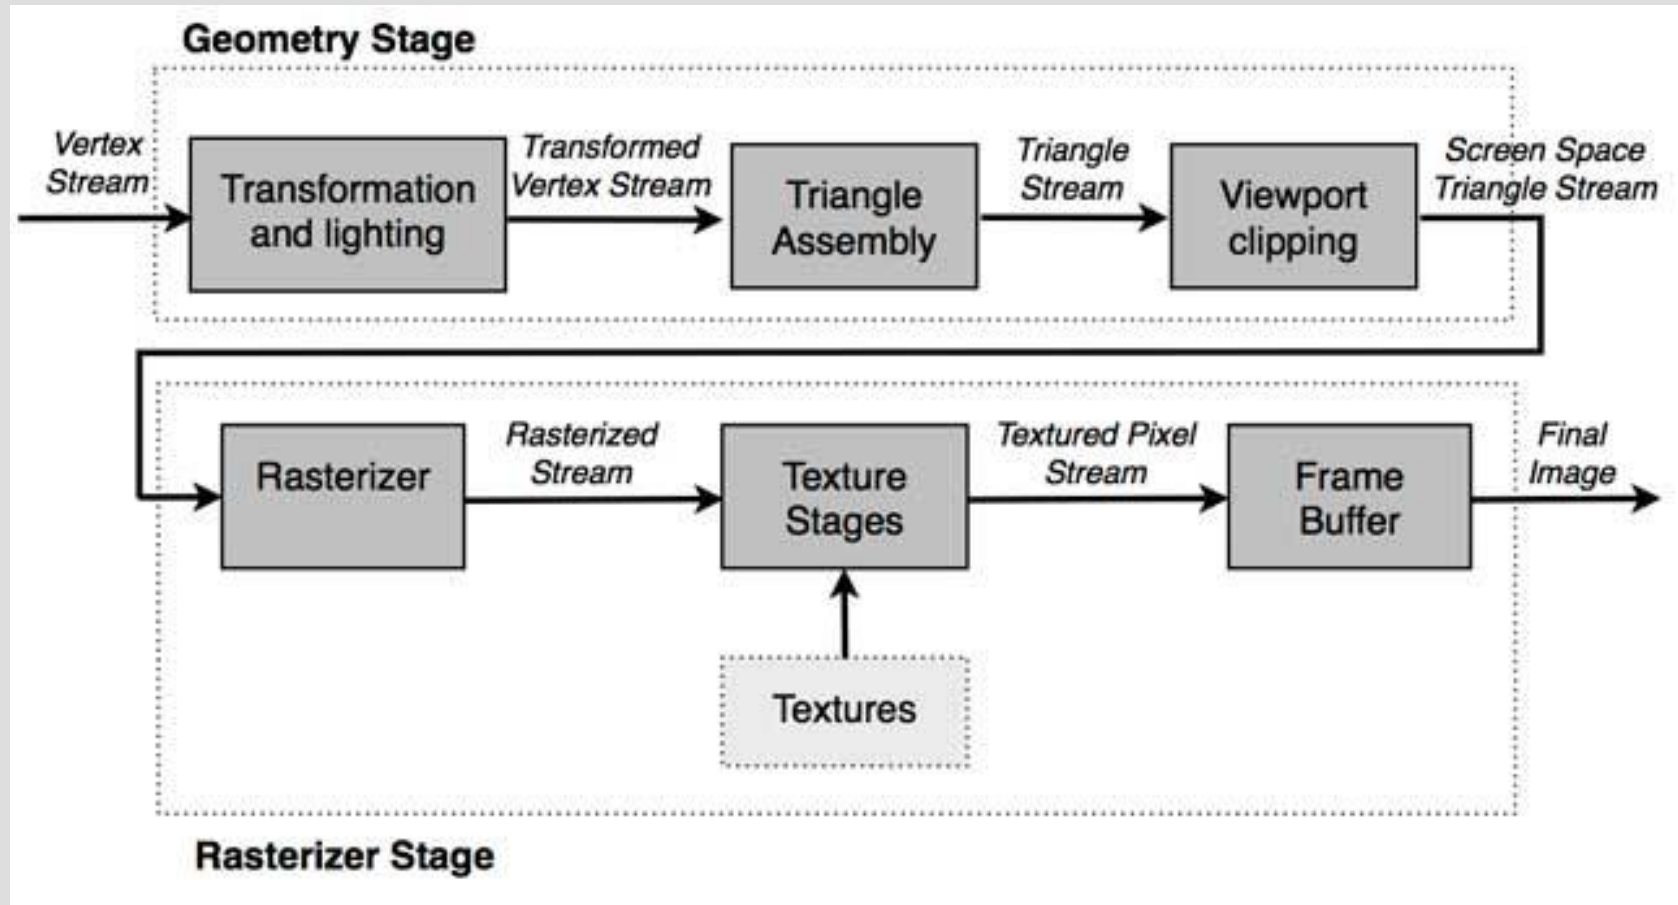 Geometry Stage
Vertex
Stream
Transformation
and lighting
Transformed
Vertex Stream
Triangle
Assembly
Triangle
Stream
Viewport
clipping
Screen Space
Triangle Stream
Rasterizer
Rasterized
Stream
Texture
Stages
Textured Pixel
Stream
Frame
Buffer
Final
Image
Textures
Rasterizer Stage